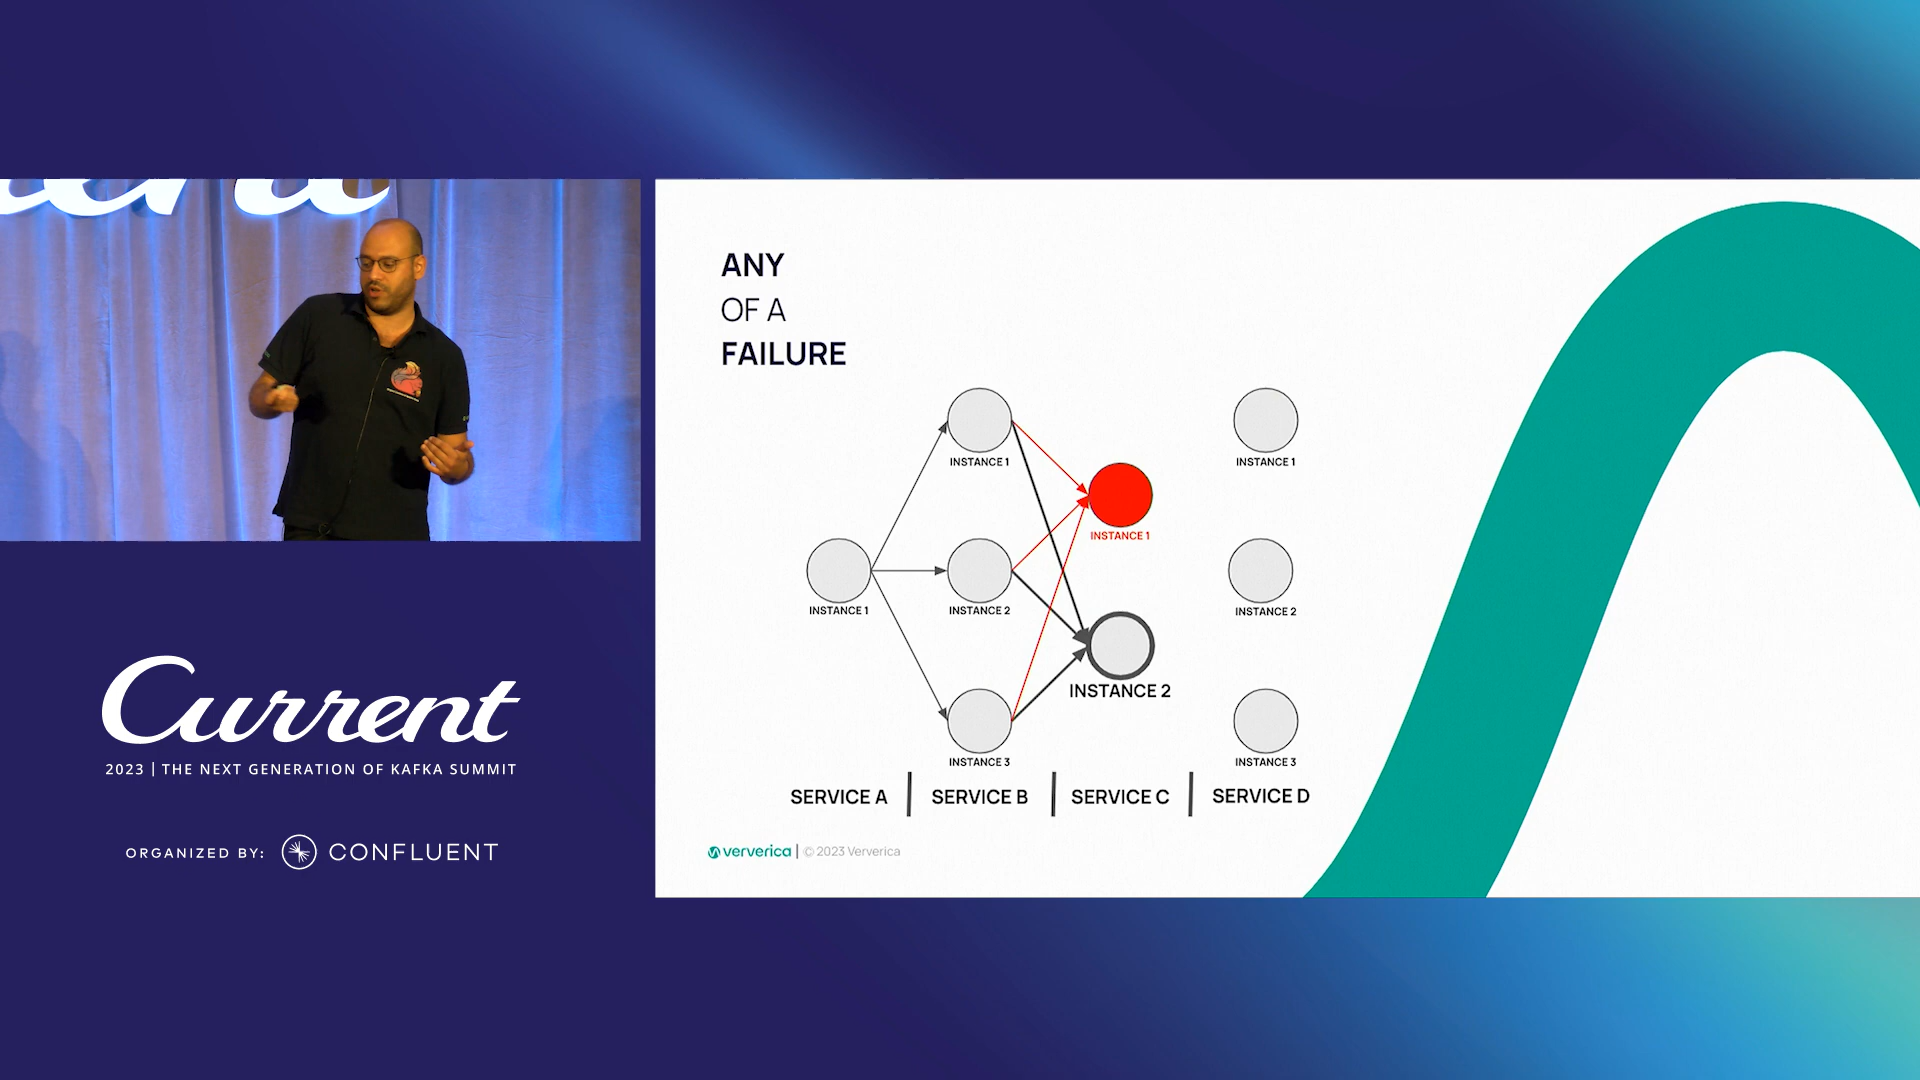 ANY
OF A
FAILURE
INSTANCE 1
INSTANCE 1
INSTANCE 1
INSTANCE 1
INSTANCE 2
INSTANCE 2
INSTANCE 2
INSTANCE 3
INSTANCE 3
SERVICE A | SERVICE B | SERVICE C | SERVICE D
ververica | © 2023 Ververica
Current
2023 | THE NEXT GENERATION OF KAFKA SUMMIT
ORGANIZED BY: CONFLUENT